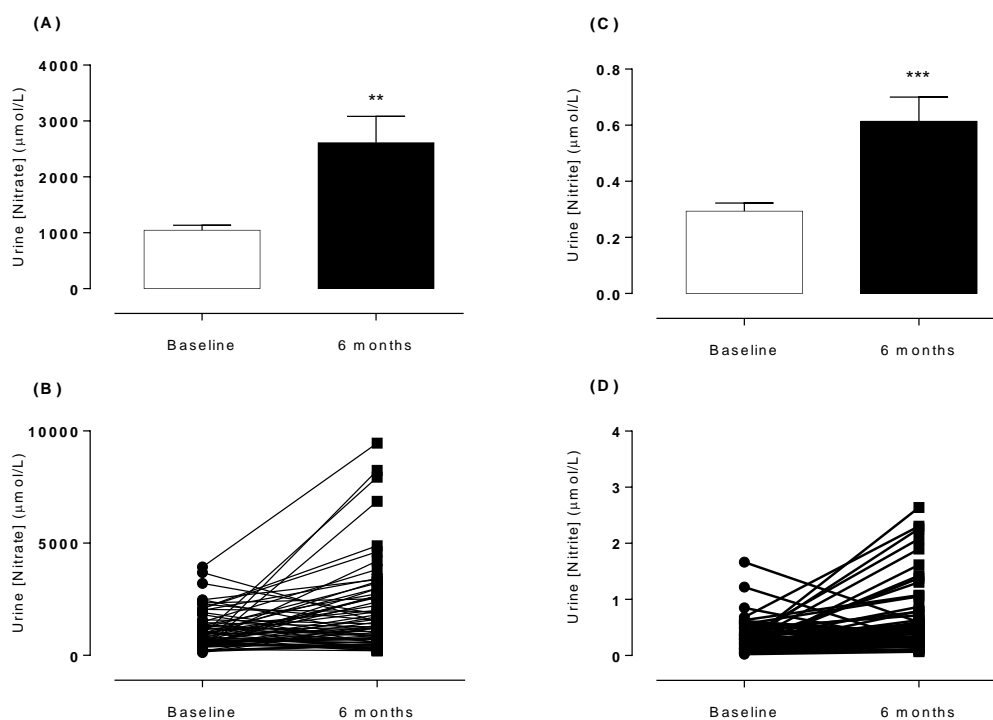 (A)
Urine [Nitrate] (μmol/L)
4000
3000
2000
1000
0
**
Baseline
6 months
(C)
Urine [Nitrite] (μmol/L)
0.8
0.6
0.4
0.2
0.0
***
Baseline
6 months
(B)
Urine [Nitrate] (μmol/L)
10000
5000
0
Baseline
6 months
(D)
Urine [Nitrite] (μmol/L)
4
3
2
1
0
Baseline
6 months